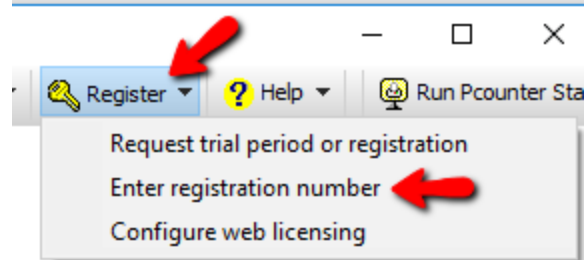 Register ? Help Run Pcounter Sta
Request trial period or registration
Enter registration number
Configure web licensing